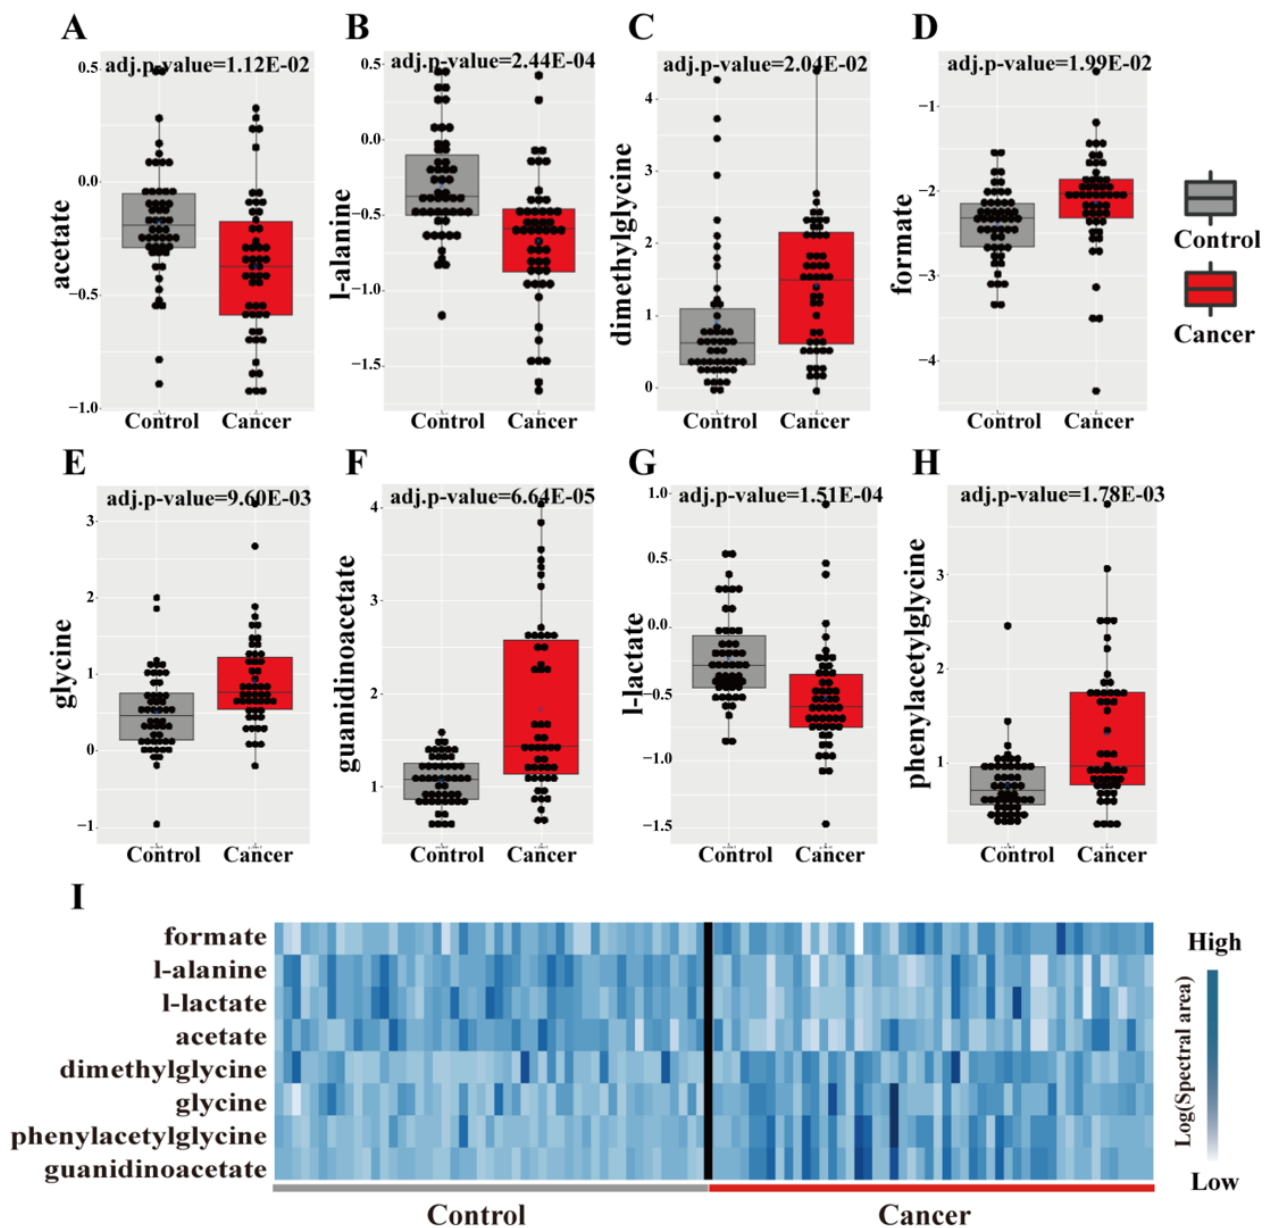 A
adj.p-value=1.12E-02
acetate
0.5
0.0
−0.5
−1.0
Control
Cancer
B
adj.p-value=2.44E-04
l-alanine
0.5
0.0
−0.5
−1.0
−1.5
Control
Cancer
C
adj.p-value=2.04E-02
dimethylglycine
4
3
2
1
0
Control
Cancer
D
adj.p-value=1.99E-02
formate
−1
−2
−3
−4
Control
Cancer
Control
Cancer
E
adj.p-value=9.60E-03
glycine
3
2
1
0
−1
Control
Cancer
F
adj.p-value=6.64E-05
guanidinoacetate
4
3
2
1
Control
Cancer
G
adj.p-value=1.51E-04
l-lactate
1.0
0.5
0.0
−0.5
−1.0
−1.5
Control
Cancer
H
adj.p-value=1.78E-03
phenylacetylglycine
3
2
1
Control
Cancer
I
formate
l-alanine
l-lactate
acetate
dimethylglycine
glycine
phenylacetylglycine
guanidinoacetate
Control
Cancer
High
Log(Spectral area)
Low